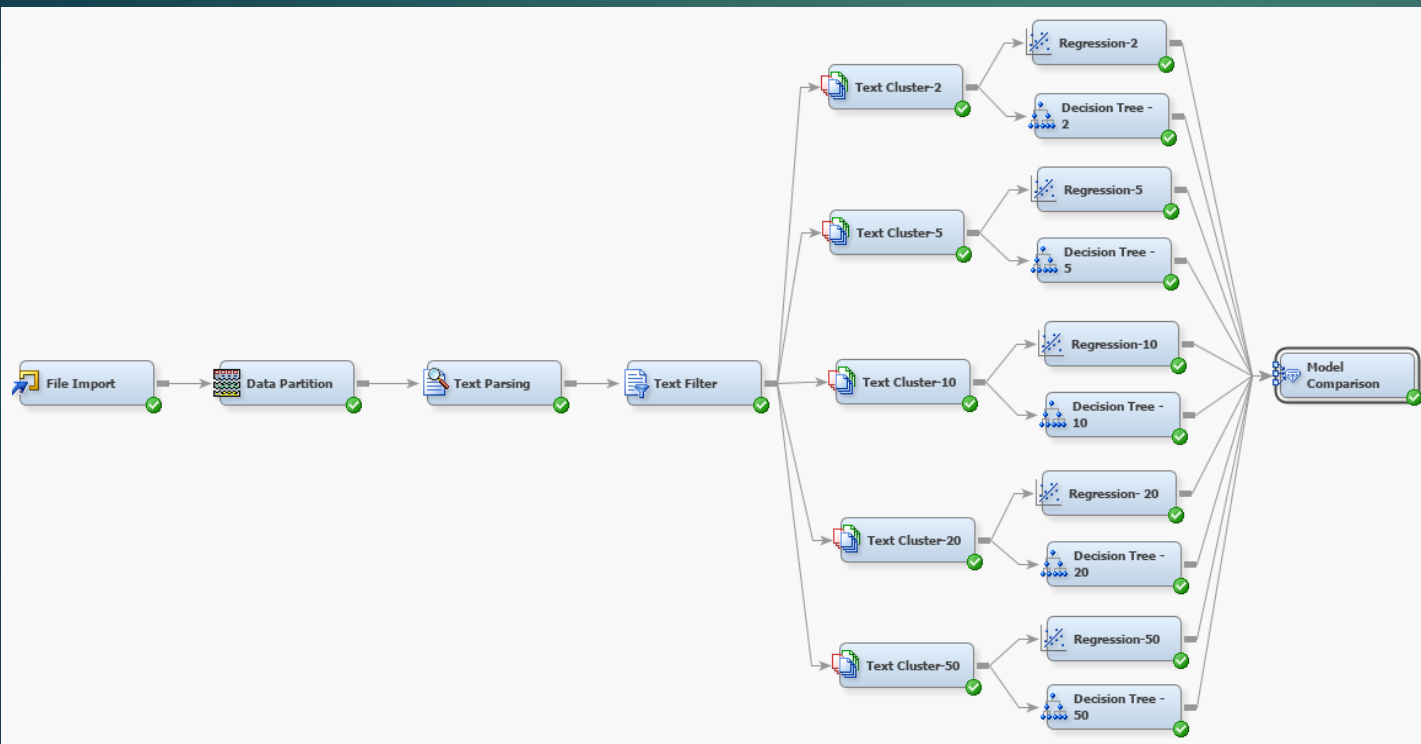 File Import
Data Partition
Text Parsing
Text Filter
Text Cluster-2
Regression-2
Decision Tree -
2
Text Cluster-5
Regression-5
Decision Tree -
5
Text Cluster-10
Regression-10
Decision Tree -
10
Text Cluster-20
Regression- 20
Decision Tree -
20
Text Cluster-50
Regression-50
Decision Tree -
50
Model
Comparison